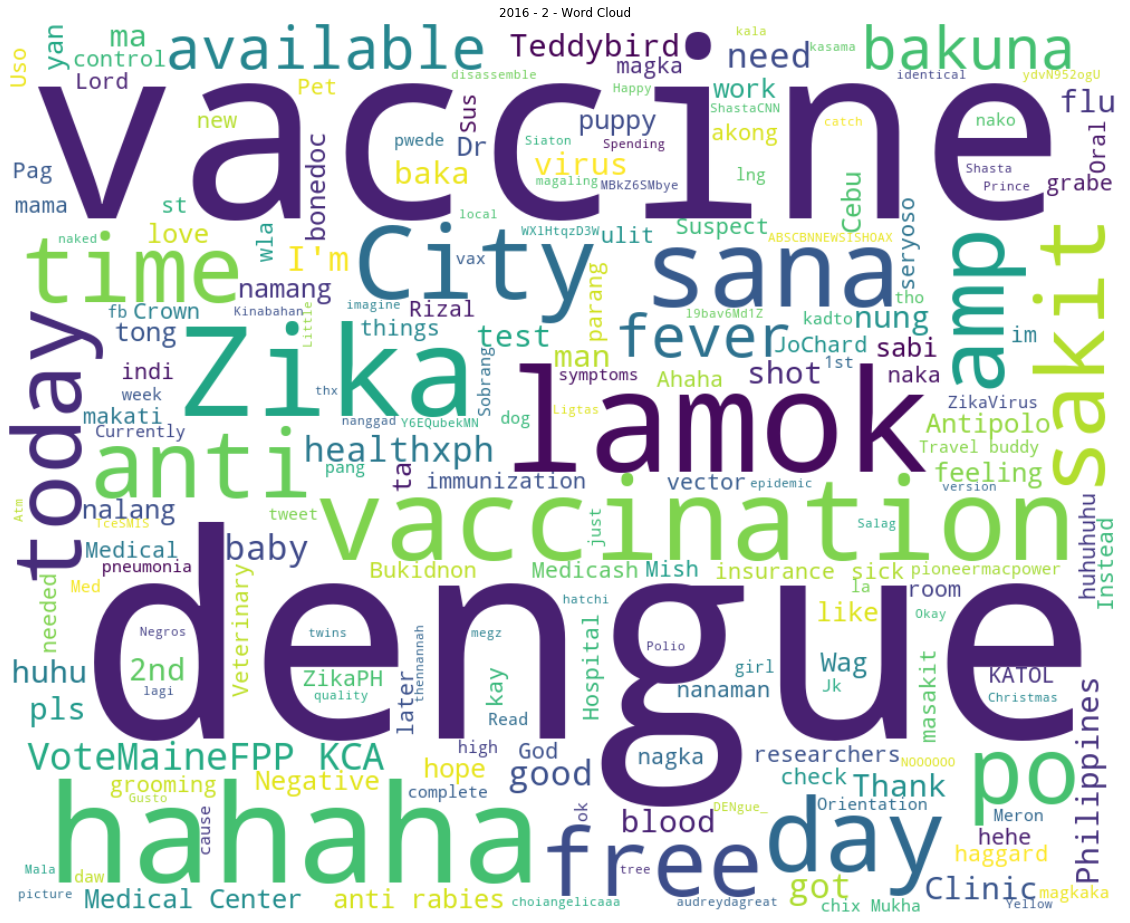 2016 - 2 - Word Cloud
yan
ma
control
Uso
Lord
available
Pet
disassemble
Teddybird
magka
Happy
need
kala
kasama
work
ShastaCNN
bakuna
identical
ydvN952ogU
flu
vaccine
new
Pag
mama
st
love
wla
bonedoc
pwede
Sus
Dr
baka
Siaton
puppy
Spending
virus
magaling
MBkZ6SMbye
akong
catch
lng
nako
Shasta
Prince
Oral
grabe
Cebu
seryoso
local
WX1HtqzD3W
ulit
Suspect
ABSCBNNEWSISHOAX
naked
time
I'm
City
vax
sana
amp
sakit
namang
Kinabahan
imagine
Little
parang
Rizal
things
l9bav6Md1Z
tho
kadto
nung
im
today
fb
Crown
tong
Zika
test
Sobrang
man
fever
JoChard
1st
sabi
indi
week
thx
symptoms
Ahaha
shot
naka
ZikaVirus
makati
Currently
nanggad
Y6EQubekMN
dog
Ligtas
lamok
Antipolo
Travel buddy
anti
healthxph
pang
ta
immunization
vector
epidemic
feeling
version
Atm
nalang
TceSMIS
tweet
vaccination
just
Salag
huhuhuhu
Instead
Medical
pneumonia
baby
Med
needed
Veterinary
Bukidnon
Medicash
Mish
insurance
sick
pioneermacpower
hatchi
la
room
like
Okay
dengue
Negros
twins
megz
Polio
huhu
2nd
lagi
ZikaPH
quality
later
thennannah
kay
Read
Hospital
girl
nanaman
Wag
Jk
masakit
KATOL
Christmas
Philippines
pls
VoteMaineFPP KCA
high
God
nagka
researchers
NOOOOOO
po
grooming
Gusto
Negative
hope
complete
good
check
Thank
hahaha
cause
ok
DENgue_
blood
Orientation
Meron
hehe
free
day
tree
haggard
Mala
daw
picture
Medical Center
anti rabies
choiangelicaaa
audreydagreat
got
chix Mukha
Clinic
magkaka
Yellow